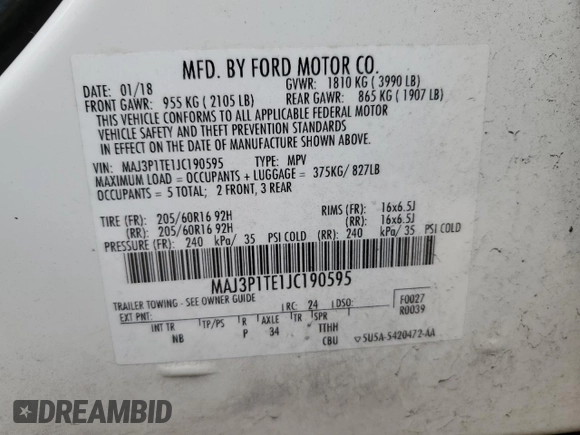 MFD. BY FORD MOTOR CO.
DATE: 01/18 GVWR: 1810 KG ( 3990 LB)
FRONT GAWR: 955 KG ( 2105 LB) REAR GAWR: 865 KG ( 1907 LB)
THIS VEHICLE CONFORMS TO ALL APPLICABLE FEDERAL MOTOR
VEHICLE SAFETY AND THEFT PREVENTION STANDARDS
IN EFFECT ON THE DATE OF MANUFACTURE SHOWN ABOVE.
VIN: MAJ3P1TE1JC190595 TYPE: MPV
MAXIMUM LOAD = OCCUPANTS + LUGGAGE = 375KG/ 827LB
OCCUPANTS = 5 TOTAL; 2 FRONT, 3 REAR
TIRE (FR): 205/60R16 92H RIMS (FR): 16x6.5J
(RR): 205/60R16 92H (RR): 16x6.5J
PRESSURE (FR): 240 kPa/ 35 PSI COLD (RR): 240 kPa/ 35 PSI COLD
MAJ3P1TE1JC190595
TRAILER TOWING - SEE OWNER GUIDE F0027
EXT PNT: RC: 24 DSO: R0039
INT TR TP/PS R AXLE TR SPR TTHH
NB P 34 CBU SU5A-S420472-AA
DREAMBID